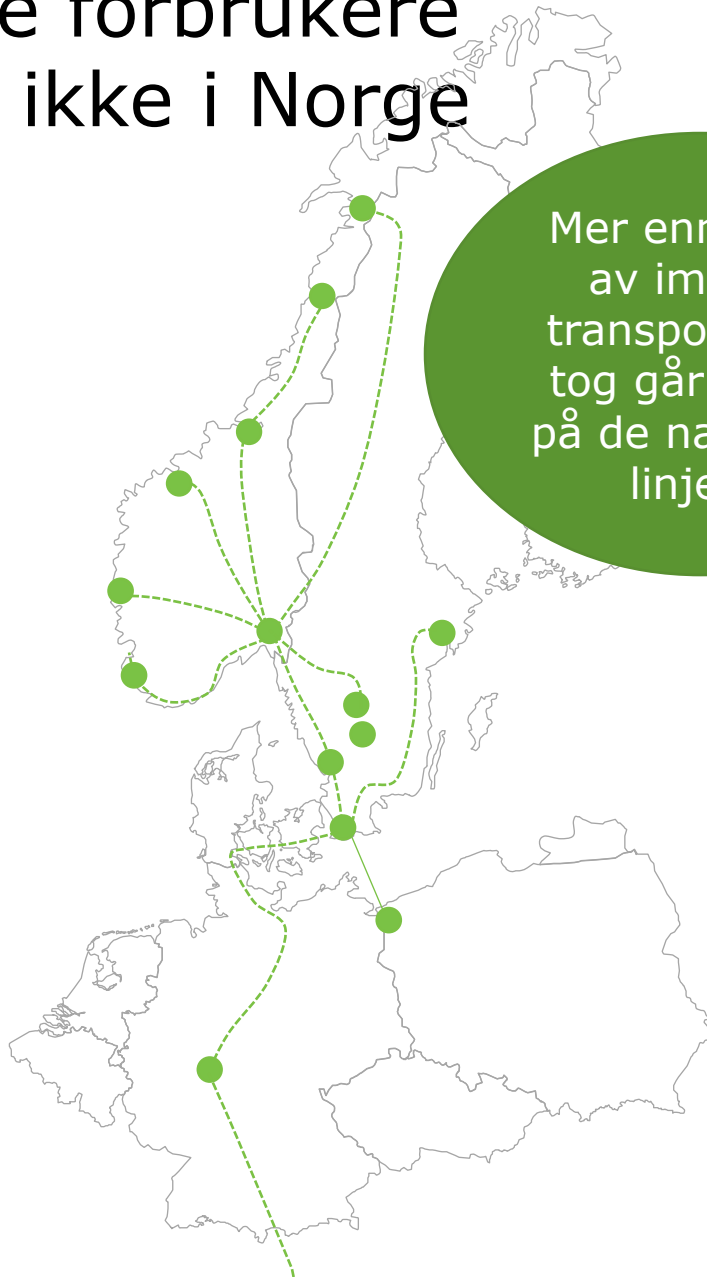 e forbrukere
ikke i Norge
Mer enn
av im
transpo
tog går
på de na
linje